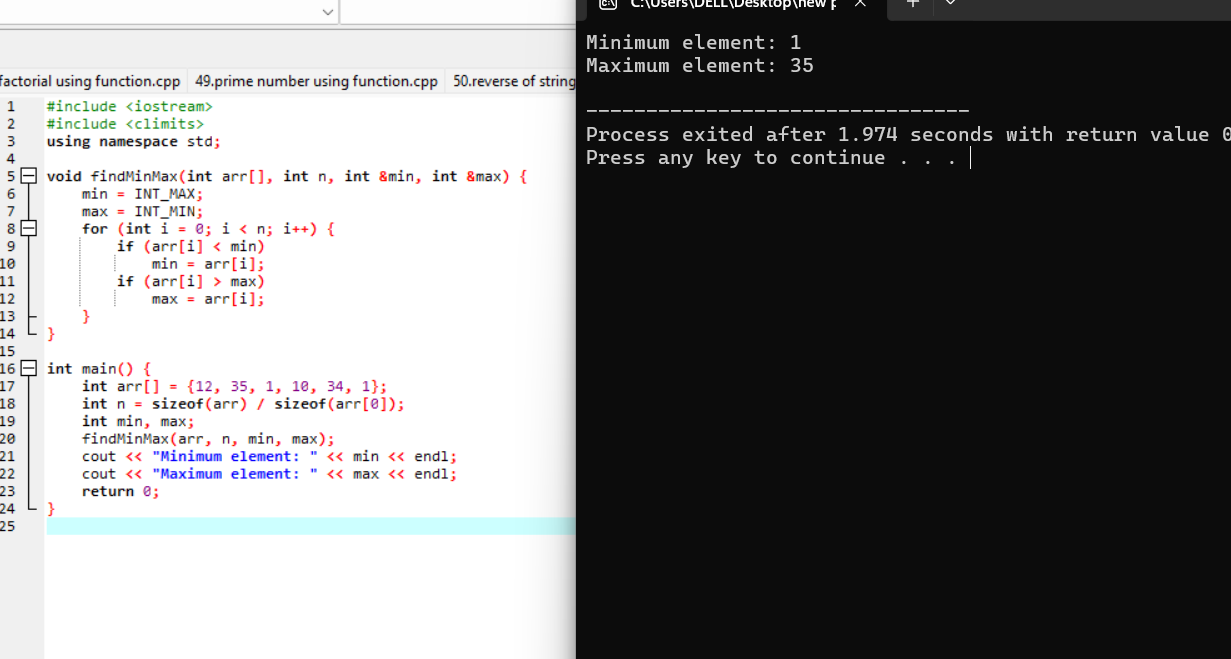 factorial using function.cpp 49.prime number using function.cpp 50.reverse of string
1 #include <iostream>
2 #include <climits>
3 using namespace std;
4
5 void findMinMax(int arr[], int n, int &min, int &max) {
6 min = INT_MAX;
7 max = INT_MIN;
8 for (int i = 0; i < n; i++) {
9 if (arr[i] < min)
10 min = arr[i];
11 if (arr[i] > max)
12 max = arr[i];
13 }
14 }
15
16 int main() {
17 int arr[] = {12, 35, 1, 10, 34, 1};
18 int n = sizeof(arr) / sizeof(arr[0]);
19 int min, max;
20 findMinMax(arr, n, min, max);
21 cout << "Minimum element: " << min << endl;
22 cout << "Maximum element: " << max << endl;
23 return 0;
24 }
25
C:\Users\DELL\Desktop\new
Minimum element: 1
Maximum element: 35
--------------------------------
Process exited after 1.974 seconds with return value 0
Press any key to continue . . .